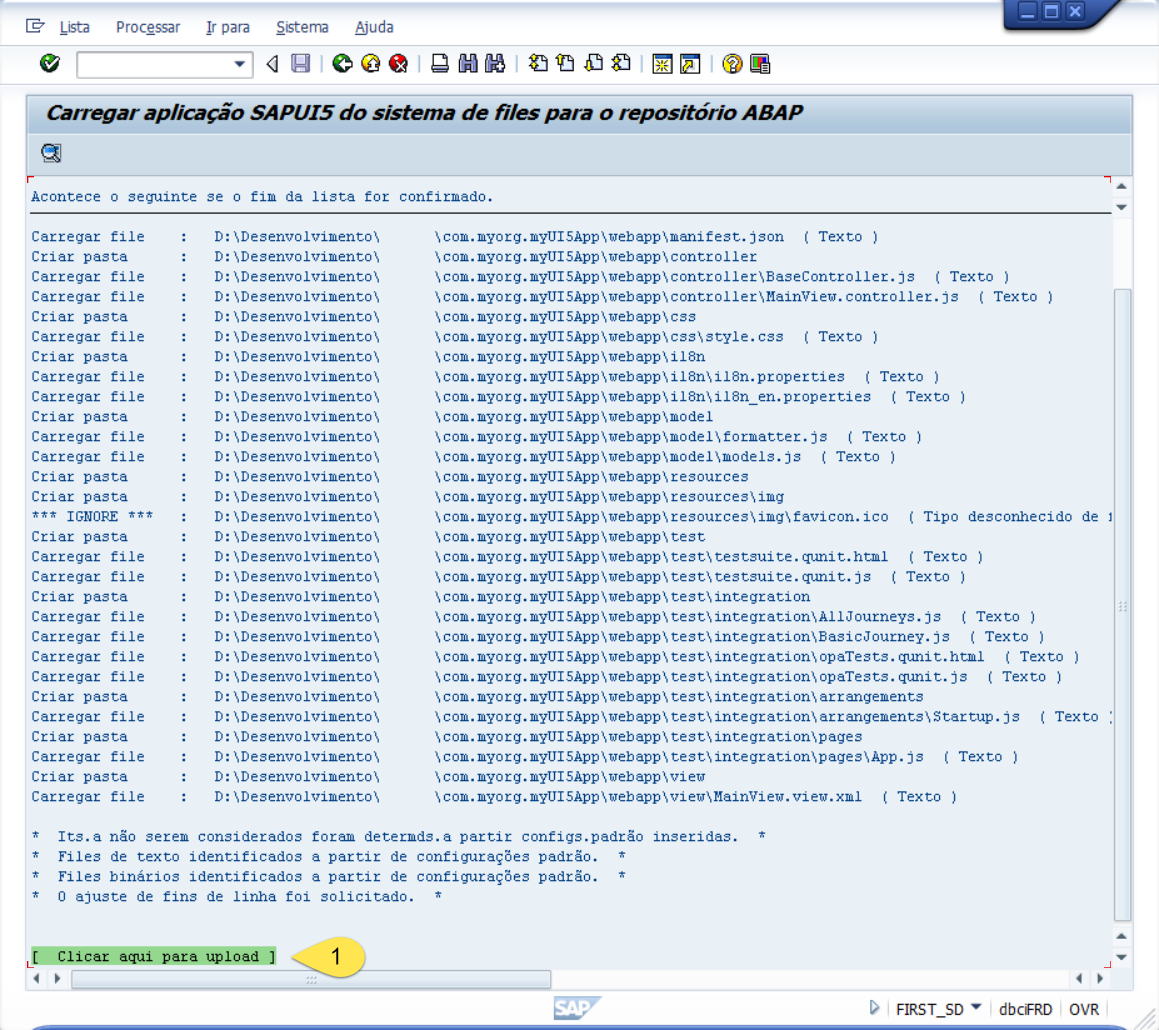 Lista Processar Ir para Sistema Ajuda
Carregar aplicação SAPUI5 do sistema de files para o repositório ABAP
Acontece o seguinte se o fim da lista for confirmado.
Carregar file : D:\Desenvolvimento\ \com.myorg.myUI5App\webapp\manifest.json ( Texto )
Criar pasta : D:\Desenvolvimento\ \com.myorg.myUI5App\webapp\controller
Carregar file : D:\Desenvolvimento\ \com.myorg.myUI5App\webapp\controller\BaseController.js ( Texto )
Carregar file : D:\Desenvolvimento\ \com.myorg.myUI5App\webapp\controller\MainView.controller.js ( Texto )
Criar pasta : D:\Desenvolvimento\ \com.myorg.myUI5App\webapp\css
Carregar file : D:\Desenvolvimento\ \com.myorg.myUI5App\webapp\css\style.css ( Texto )
Criar pasta : D:\Desenvolvimento\ \com.myorg.myUI5App\webapp\i18n
Carregar file : D:\Desenvolvimento\ \com.myorg.myUI5App\webapp\i18n\i18n.properties ( Texto )
Carregar file : D:\Desenvolvimento\ \com.myorg.myUI5App\webapp\i18n\i18n_en.properties ( Texto )
Criar pasta : D:\Desenvolvimento\ \com.myorg.myUI5App\webapp\model
Carregar file : D:\Desenvolvimento\ \com.myorg.myUI5App\webapp\model\formatter.js ( Texto )
Carregar file : D:\Desenvolvimento\ \com.myorg.myUI5App\webapp\model\models.js ( Texto )
Criar pasta : D:\Desenvolvimento\ \com.myorg.myUI5App\webapp\resources
Criar pasta : D:\Desenvolvimento\ \com.myorg.myUI5App\webapp\resources\img
*** IGNORE *** : D:\Desenvolvimento\ \com.myorg.myUI5App\webapp\resources\img\favicon.ico ( Tipo desconhecido de
Criar pasta : D:\Desenvolvimento\ \com.myorg.myUI5App\webapp\test
Carregar file : D:\Desenvolvimento\ \com.myorg.myUI5App\webapp\test\testsuite.qunit.html ( Texto )
Carregar file : D:\Desenvolvimento\ \com.myorg.myUI5App\webapp\test\testsuite.qunit.js ( Texto )
Criar pasta : D:\Desenvolvimento\ \com.myorg.myUI5App\webapp\test\integration
Carregar file : D:\Desenvolvimento\ \com.myorg.myUI5App\webapp\test\integration\AllJourneys.js ( Texto )
Carregar file : D:\Desenvolvimento\ \com.myorg.myUI5App\webapp\test\integration\BasicJourney.js ( Texto )
Carregar file : D:\Desenvolvimento\ \com.myorg.myUI5App\webapp\test\integration\opaTests.qunit.html ( Texto )
Carregar file : D:\Desenvolvimento\ \com.myorg.myUI5App\webapp\test\integration\opaTests.qunit.js ( Texto )
Criar pasta : D:\Desenvolvimento\ \com.myorg.myUI5App\webapp\test\integration\arrangements
Carregar file : D:\Desenvolvimento\ \com.myorg.myUI5App\webapp\test\integration\arrangements\Startup.js ( Texto
Criar pasta : D:\Desenvolvimento\ \com.myorg.myUI5App\webapp\test\integration\pages
Carregar file : D:\Desenvolvimento\ \com.myorg.myUI5App\webapp\test\integration\pages\App.js ( Texto )
Criar pasta : D:\Desenvolvimento\ \com.myorg.myUI5App\webapp\view
Carregar file : D:\Desenvolvimento\ \com.myorg.myUI5App\webapp\view\MainView.view.xml ( Texto )
* Its.a não serem considerados foram determds.a partir configs.padrão inseridas. *
* Files de texto identificados a partir de configurações padrão. *
* Files binários identificados a partir de configurações padrão. *
* O ajuste de fins de linha foi solicitado. *
[ Clicar aqui para upload ] 1
SAP FIRST_SD dbciFRD OVR